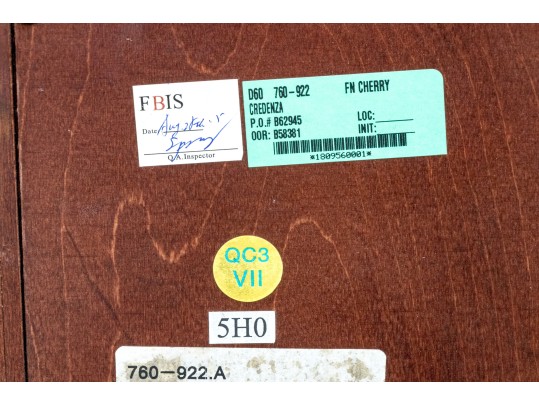 FBIS
Date
Q.A.Inspector
D60 760-922 FN CHERRY
CREDENZA
P.O.# B62945 LOC:
OOR: B58381 INIT:
*1809560001*
QC3
VII
5H0
760-922.A